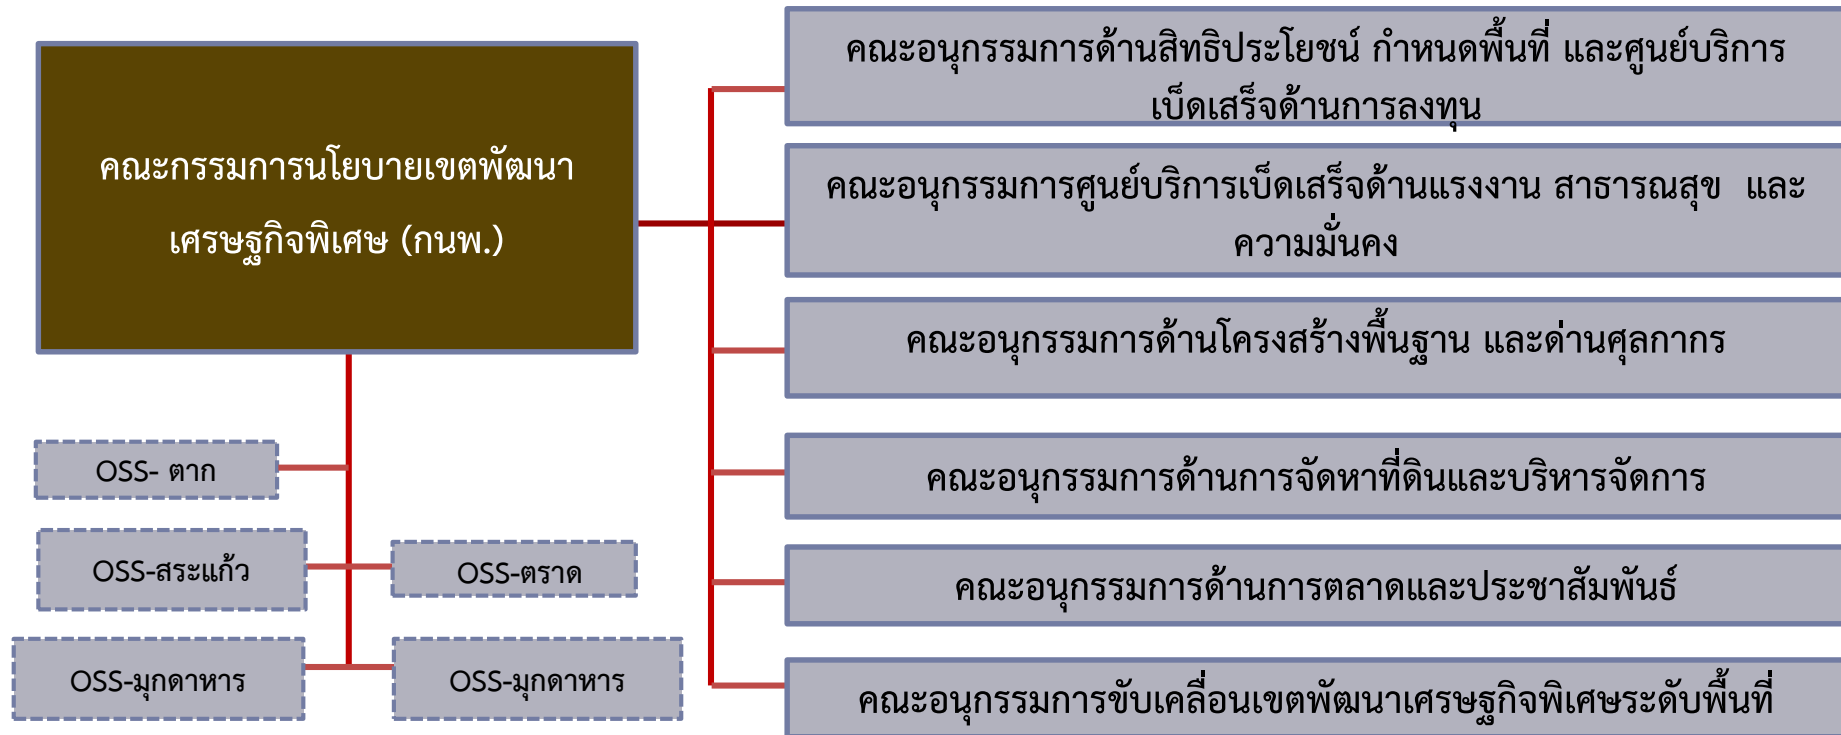 คณะกรรมการนโยบายเขตพัฒนา
เศรษฐกิจพิเศษ (กนพ.)
คณะอนุกรรมการด้านสิทธิประโยชน์ กำหนดพื้นที่ และศูนย์บริการ
เบ็ดเสร็จด้านการลงทุน
คณะอนุกรรมการศูนย์บริการเบ็ดเสร็จด้านแรงงาน สาธารณสุข และ
ความมั่นคง
คณะอนุกรรมการด้านโครงสร้างพื้นฐาน และด่านศุลกากร
คณะอนุกรรมการด้านการจัดหาที่ดินและบริหารจัดการ
คณะอนุกรรมการด้านการตลาดและประชาสัมพันธ์
คณะอนุกรรมการขับเคลื่อนเขตพัฒนาเศรษฐกิจพิเศษระดับพื้นที่
OSS- ตาก
OSS-สระแก้ว
OSS-ตราด
OSS-มุกดาหาร
OSS-มุกดาหาร